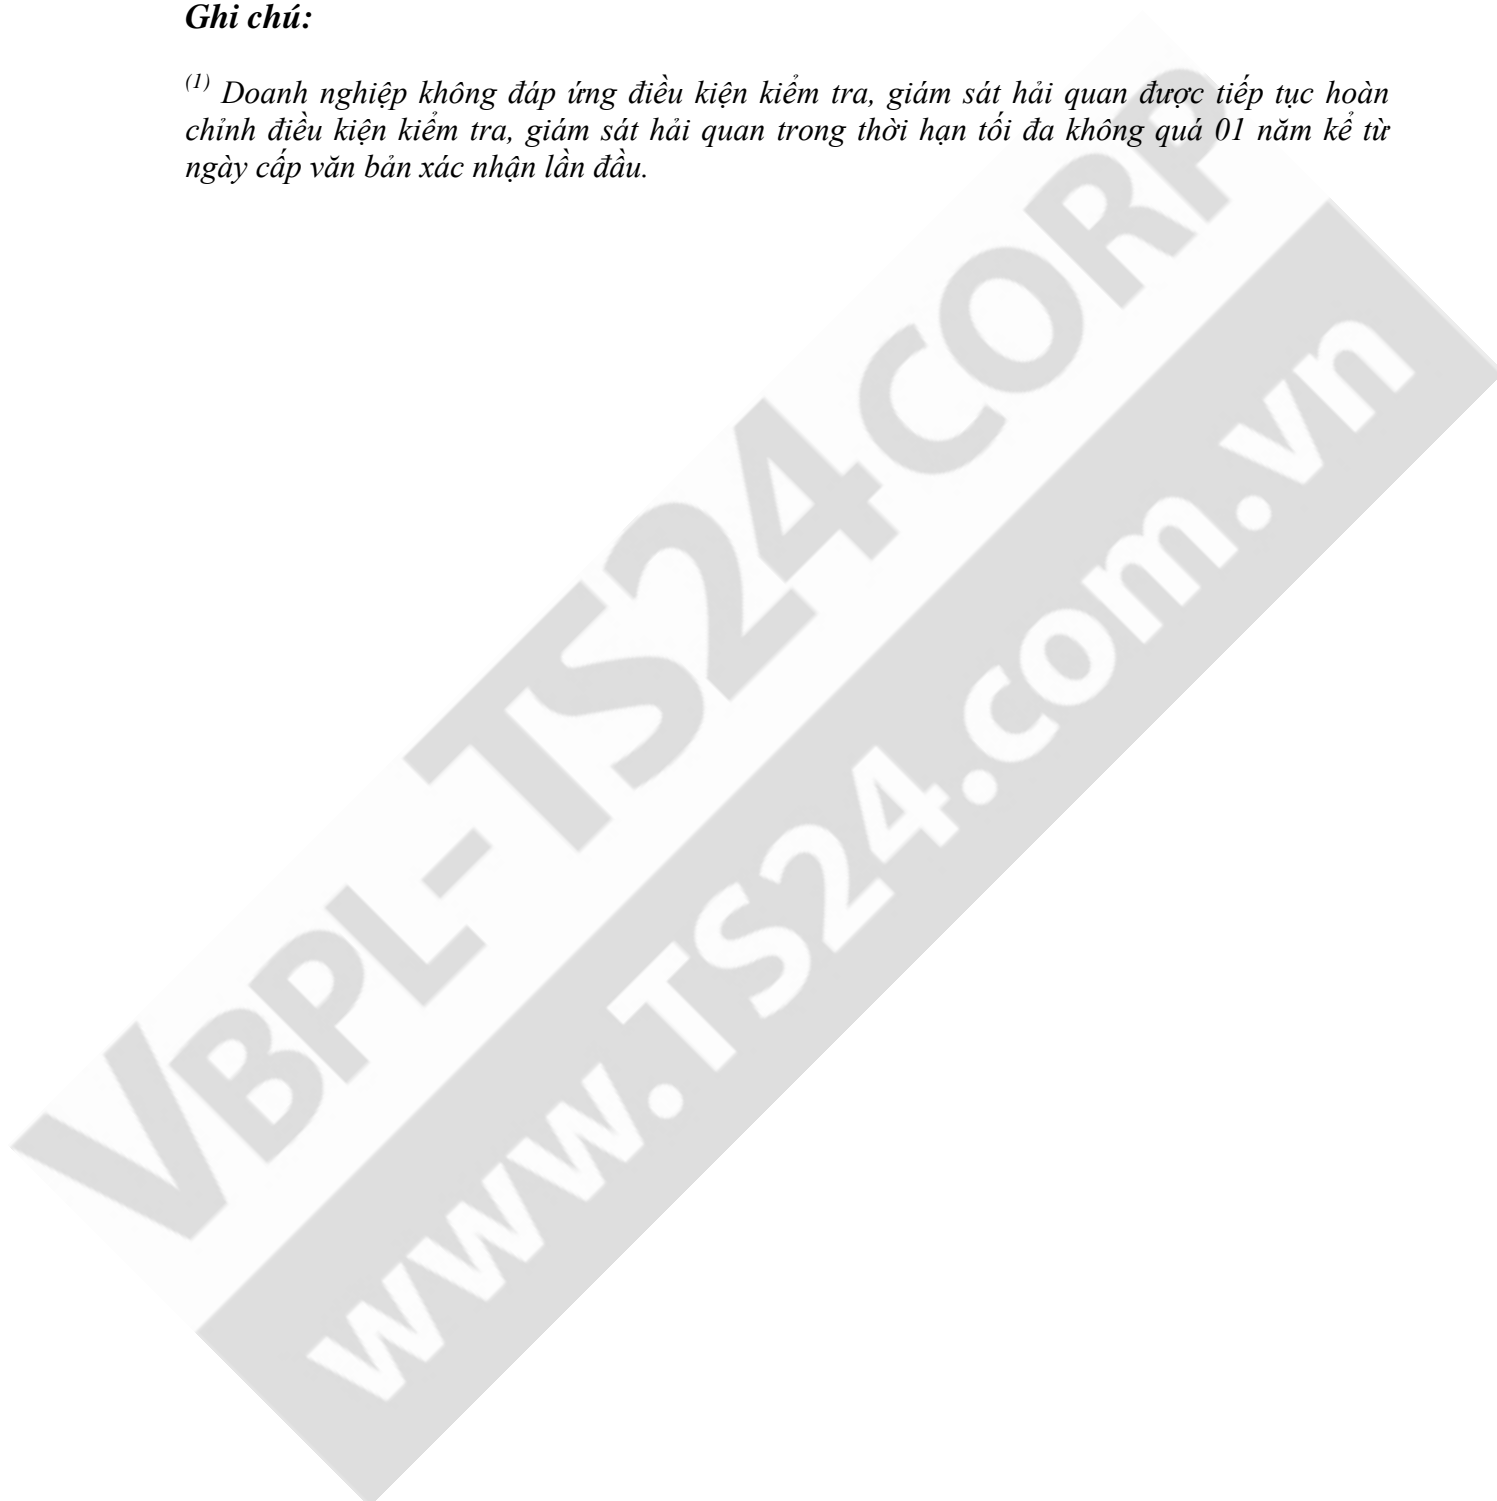 Ghi chú:
(1) Doanh nghiệp không đáp ứng điều kiện kiểm tra, giám sát hải quan được tiếp tục hoàn
chỉnh điều kiện kiểm tra, giám sát hải quan trong thời hạn tối đa không quá 01 năm kể từ
ngày cấp văn bản xác nhận lần đầu.
VBPL-TS24CORP
www.TS24.com.vn